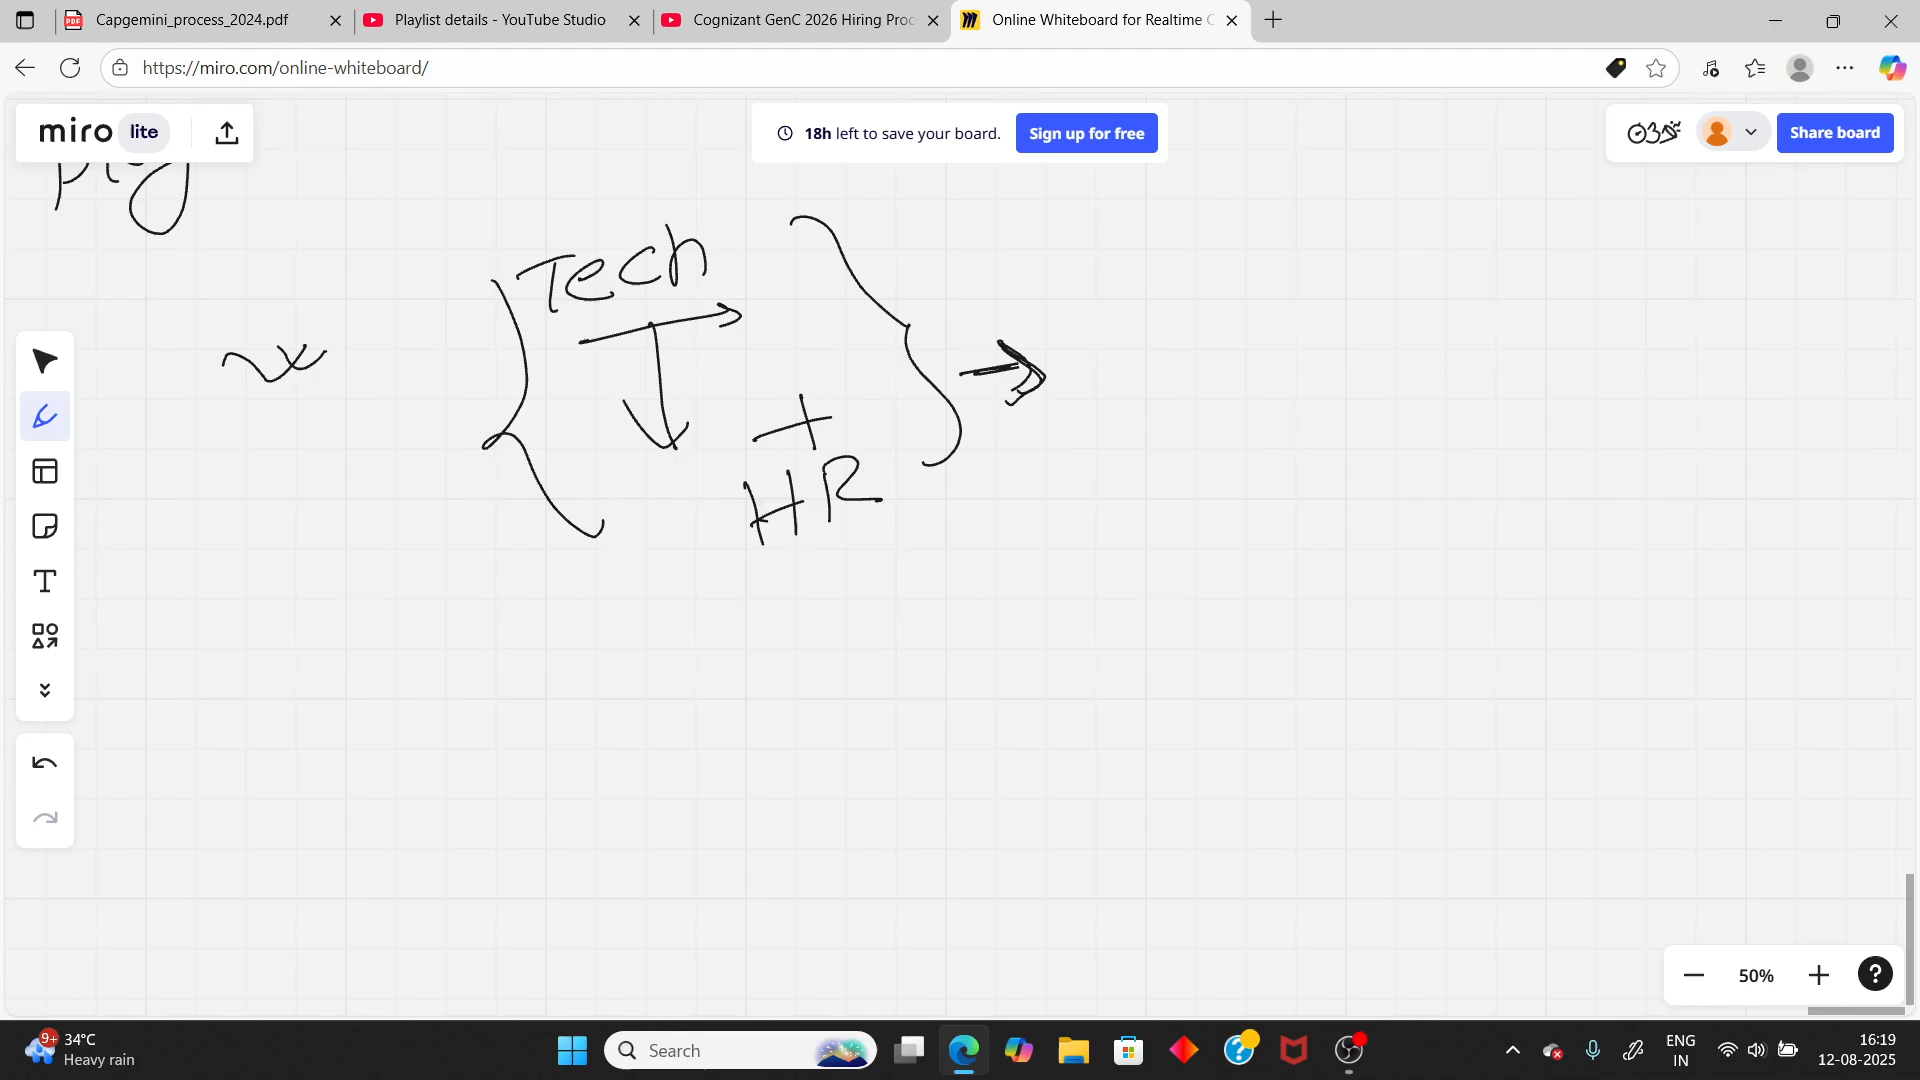 Capgemini_process_2024.pdf
Playlist details - YouTube Studio
Cognizant GenC 2026 Hiring Proc
Online Whiteboard for Realtime C
https://miro.com/online-whiteboard/
miro lite
18h left to save your board.
Sign up for free
Share board
Tech
+
HR
T
50%
?
9+
34°C
Heavy rain
Search
ENG
IN
16:19
12-08-2025